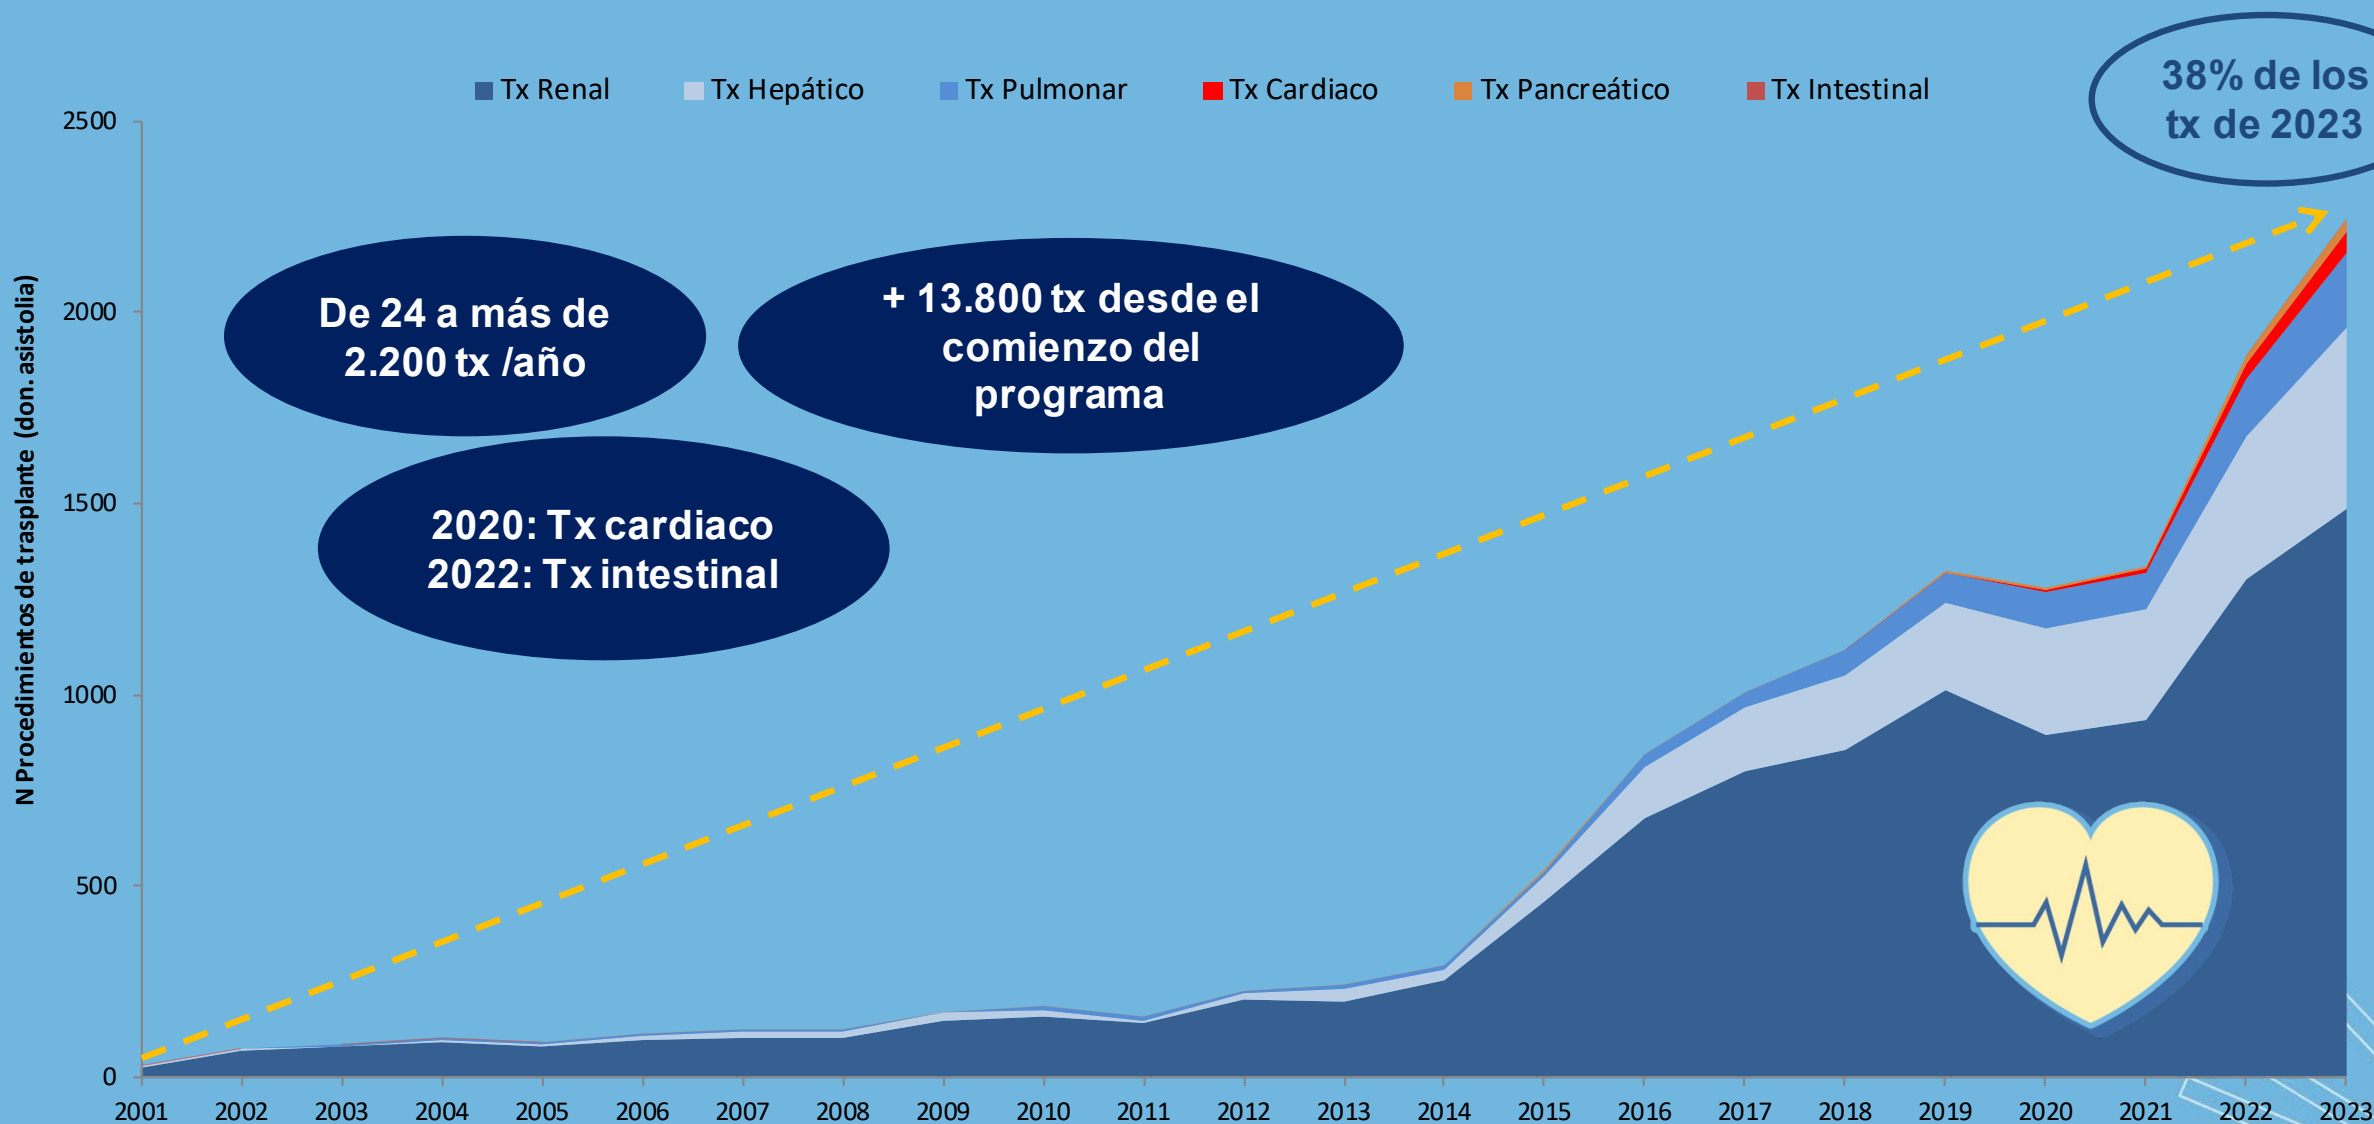 38% de los
tx de 2023
Tx Renal Tx Hepático Tx Pulmonar Tx Cardiaco Tx Pancreático Tx Intestinal
N Procedimientos de trasplante (don. asistolia)
2500
2000
1500
1000
500
0
De 24 a más de
2.200 tx /año
+ 13.800 tx desde el
comienzo del
programa
2020: Tx cardiaco
2022: Tx intestinal
2001 2002 2003 2004 2005 2006 2007 2008 2009 2010 2011 2012 2013 2014 2015 2016 2017 2018 2019 2020 2021 2022 2023